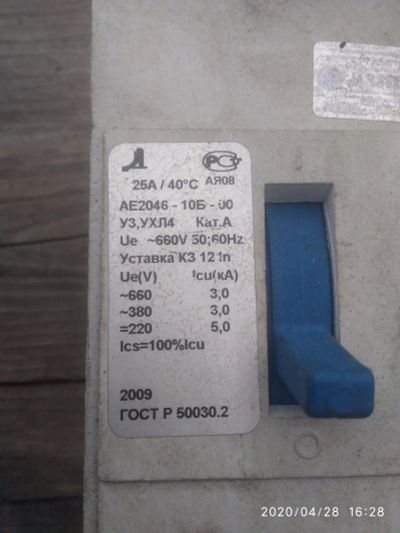 РСТ
25А / 40°С АЯ08
АЕ2046 - 10Б - 00
У3,УХЛ4 Кат.А
Ue ~660V 50;60Hz
Уставка КЗ 12 In
Ue(V) Icu(кА)
~660 3,0
~380 3,0
=220 5,0
Ics=100%Icu
2009
ГОСТ Р 50030.2
2020/04/28 16:28